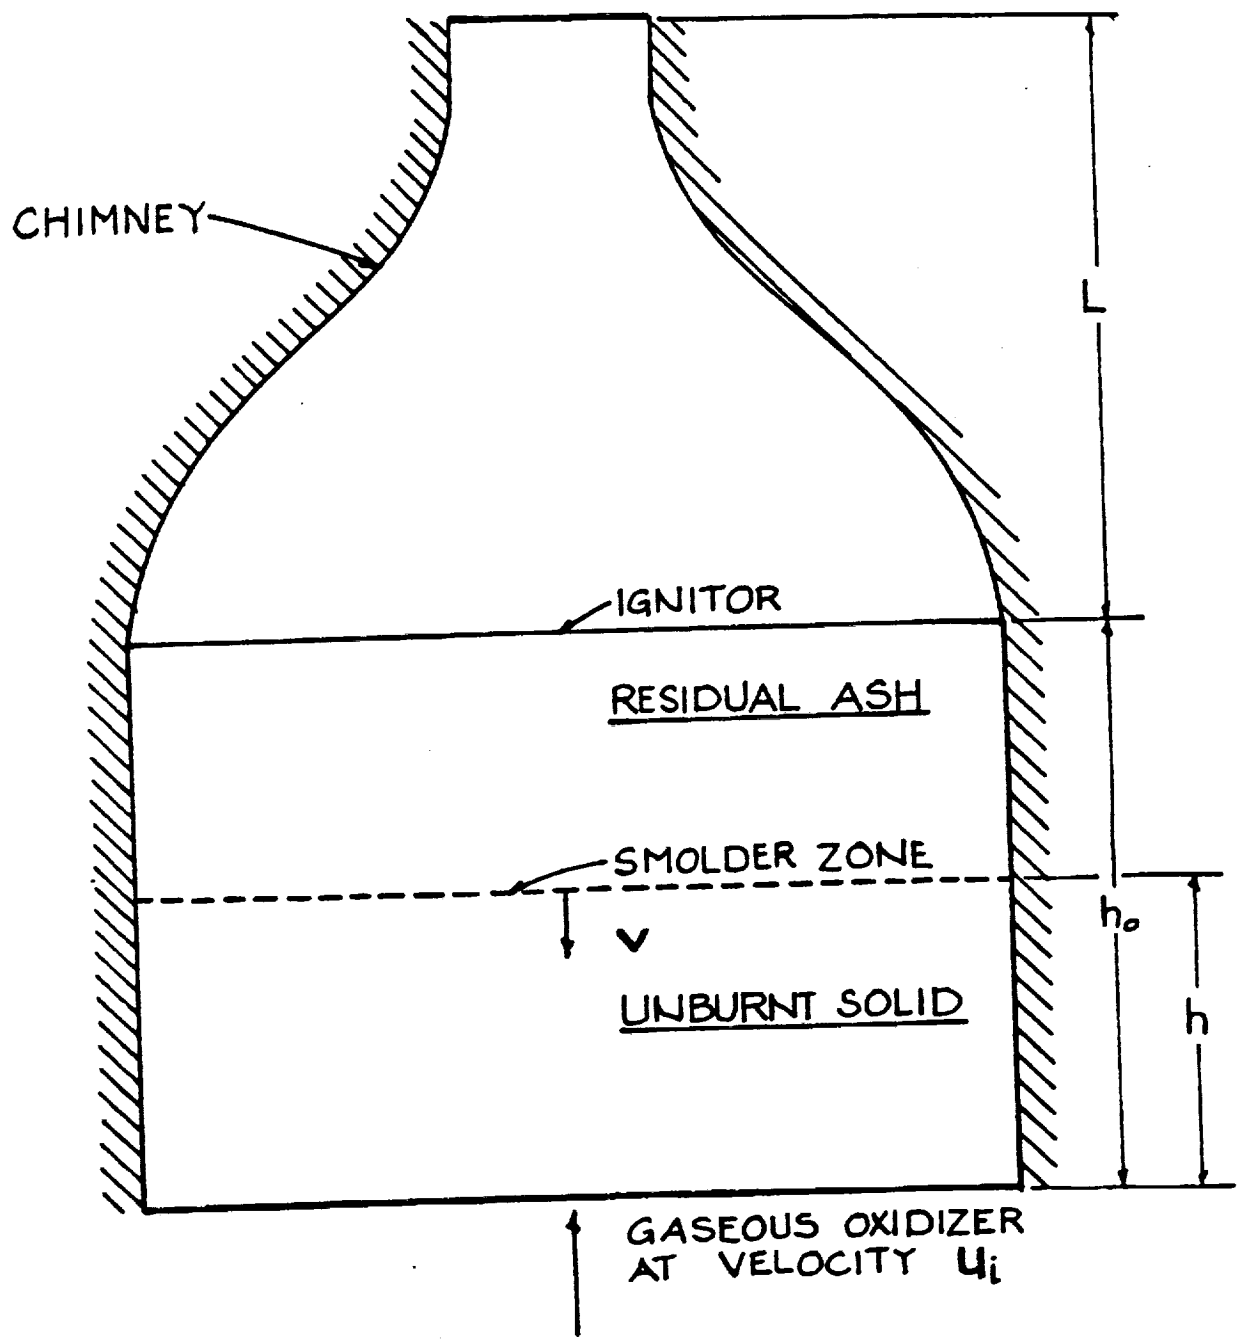 CHIMNEY
L
IGNITOR
RESIDUAL ASH
SMOLDER ZONE
h₀
v
UNBURNT SOLID
h
GASEOUS OXIDIZER
AT VELOCITY uᵢ